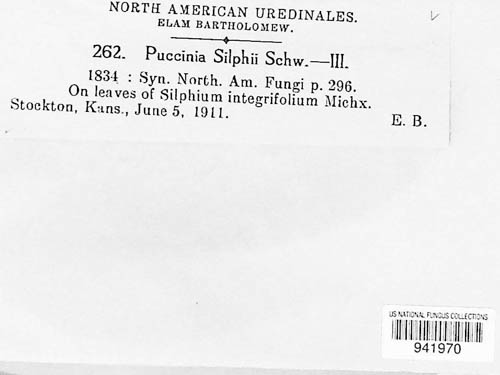 NORTH AMERICAN UREDINALES.
ELAM BARTHOLOMEW.
262. Puccinia Silphii Schw.—III.
1834 : Syn. North. Am. Fungi p. 296.
On leaves of Silphium integrifolium Michx.
Stockton, Kans., June 5, 1911.
E. B.
US NATIONAL FUNGUS COLLECTIONS
941970